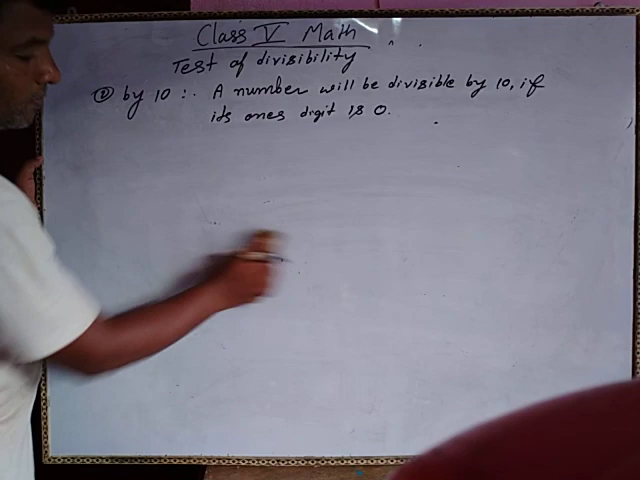 Class V Math
Test of divisibility
by 10 :. A number will be divisible by 10, if
its ones digit is 0.